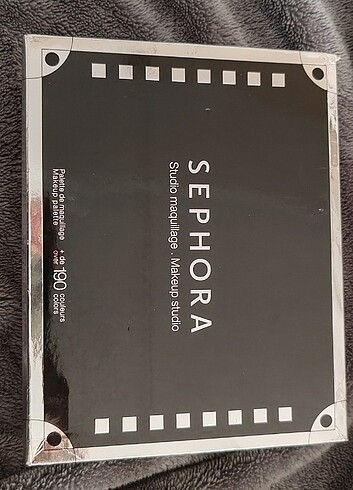 SEPHORA
Studio maquillage . Makeup studio
Palette de maquillage
Makeup palette
+ de 190 couleurs
over 190 colors